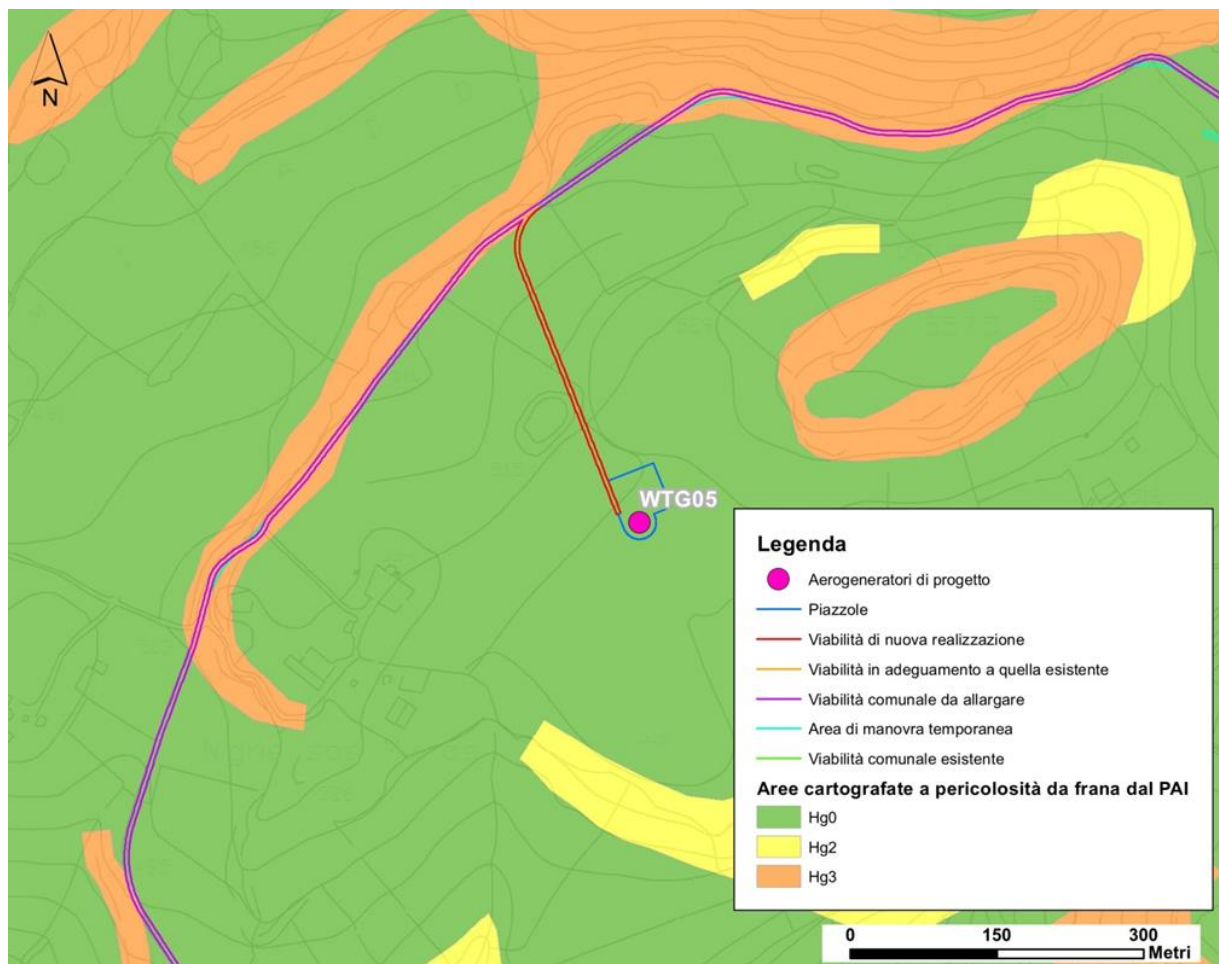 N
WTG05
Legenda
Aerogeneratori di progetto
Piazzole
Viabilità di nuova realizzazione
Viabilità in adeguamento a quella esistente
Viabilità comunale da allargare
Area di manovra temporanea
Viabilità comunale esistente
Aree cartografate a pericolosità da frana dal PAI
Hg0
Hg2
Hg3
0 150 300
Metri